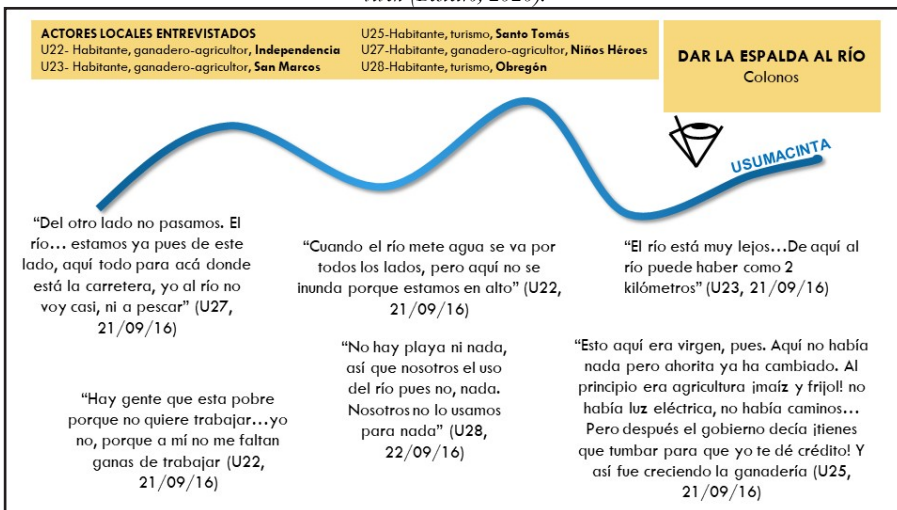 2020).
ACTORES LOCALES ENTREVISTADOS
U22- Habitante, ganadero-agricultor, Independencia
U23- Habitante, ganadero-agricultor, San Marcos
U25-Habitante, turismo, Santo Tomás
U27-Habitante, ganadero-agricultor, Niños Héroes
U28-Habitante, turismo, Obregón
DAR LA ESPALDA AL RÍO
Colonos
USUMACINTA
“Del otro lado no pasamos. El
río… estamos ya pues de este
lado, aquí todo para acá donde
está la carretera, yo al río no
voy casi, ni a pescar” (U27,
21/09/16)
“Cuando el río mete agua se va por
todos los lados, pero aquí no se
inunda porque estamos en alto” (U22,
21/09/16)
“El río está muy lejos…De aquí al
río puede haber como 2
kilómetros” (U23, 21/09/16)
“Hay gente que esta pobre
porque no quiere trabajar…yo
no, porque a mí no me faltan
ganas de trabajar (U22,
21/09/16)
“No hay playa ni nada,
así que nosotros el uso
del río pues no, nada.
Nosotros no lo usamos
para nada” (U28,
22/09/16)
“Esto aquí era virgen, pues. Aquí no había
nada pero ahorita ya ha cambiado. Al
principio era agricultura ¡maíz y frijol! no
había luz eléctrica, no había caminos…
Pero después el gobierno decía ¡tienes
que tumbar para que yo te dé crédito! Y
así fue creciendo la ganadería (U25,
21/09/16)